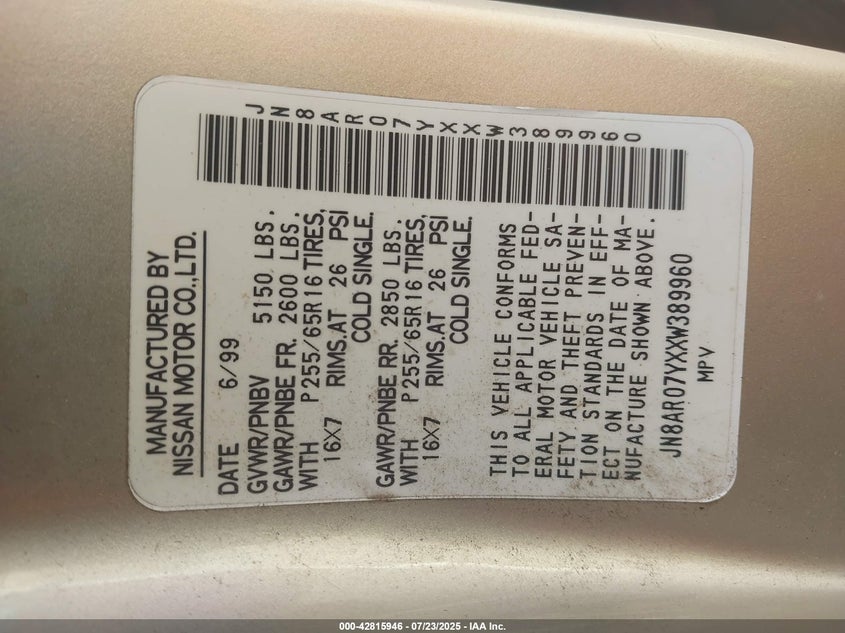 MANUFACTURED BY
NISSAN MOTOR CO.,LTD.
JN8AR07YXXW389960
DATE 6/99
GVWR/PNBV 5150 LBS.
GAWR/PNBE FR. 2600 LBS.
WITH P255/65R16 TIRES,
16X7 RIMS.AT 26 PSI
COLD SINGLE.
GAWR/PNBE RR. 2850 LBS.
WITH P255/65R16 TIRES,
16X7 RIMS.AT 26 PSI
COLD SINGLE.
THIS VEHICLE CONFORMS
TO ALL APPLICABLE FED-
ERAL MOTOR VEHICLE SA-
FETY AND THEFT PREVEN-
TION STANDARDS IN EFF-
ECT ON THE DATE OF MA-
NUFACTURE SHOWN ABOVE.
JN8AR07YXXW389960
MPV
000-42815946 - 07/23/2025 - IAA Inc.